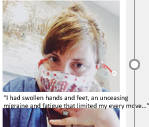 "I had swollen hands and feet, an unceasing
migraine and fatigue that limited my every move..."